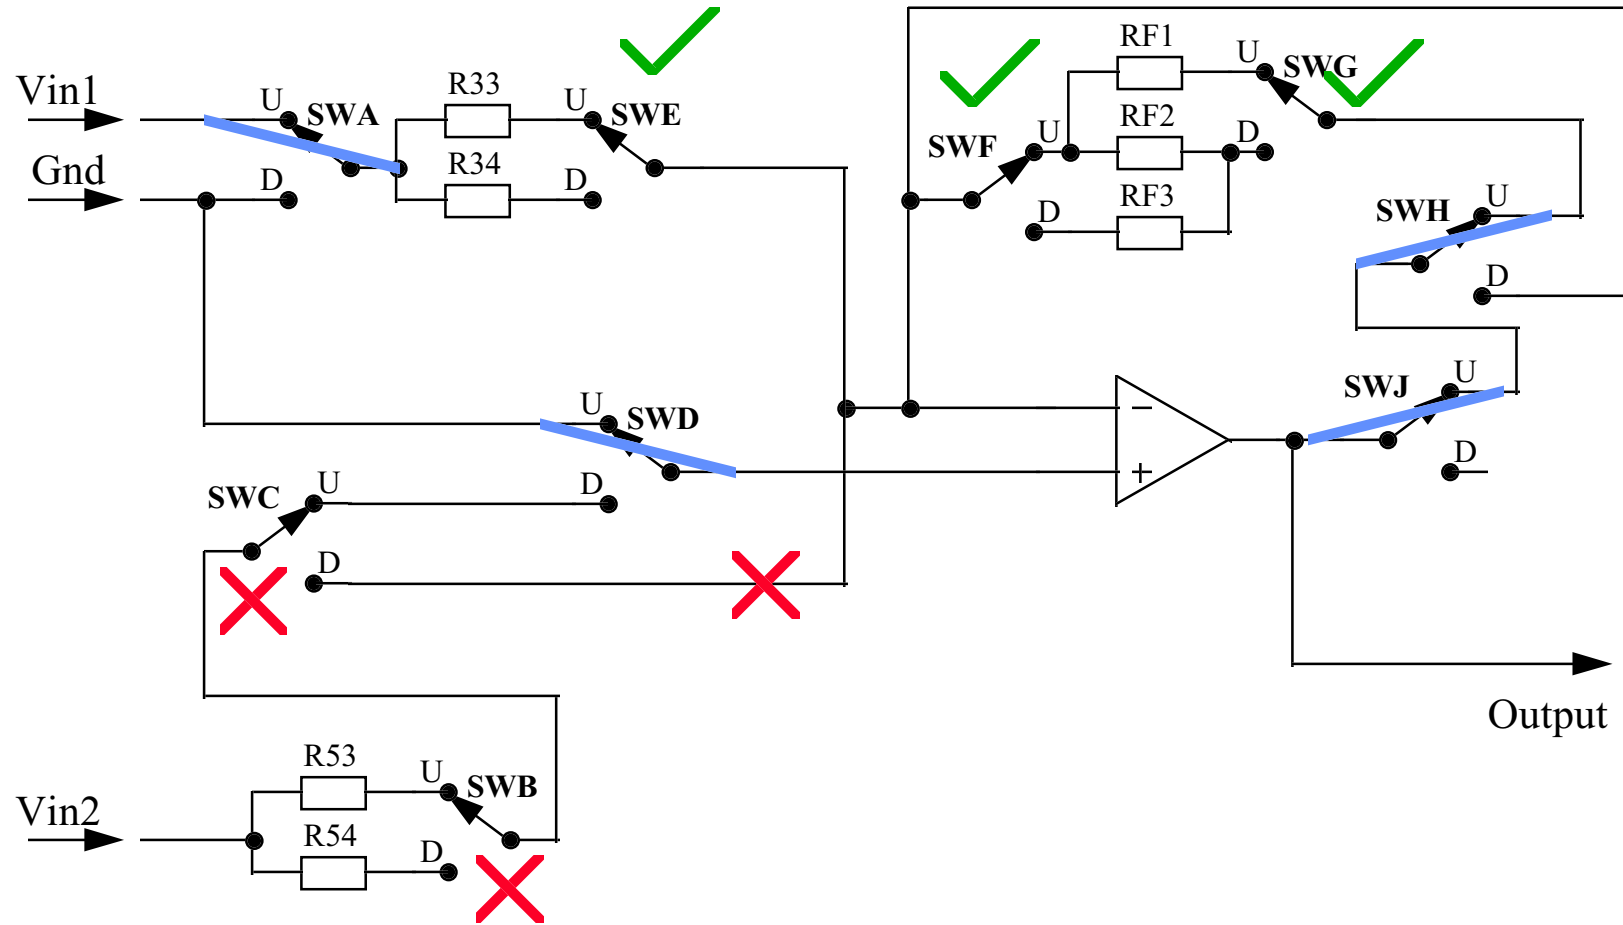 RF1
U SWG
R33
Vin1
U SWA
U SWE
RF2
U
D
SWF
R34
Gnd
D
D
RF3
D
U
SWH
D
U
SWJ
U SWD
−
D
+
U
SWC
D
D
Output
R53
U SWB
Vin2
R54
D